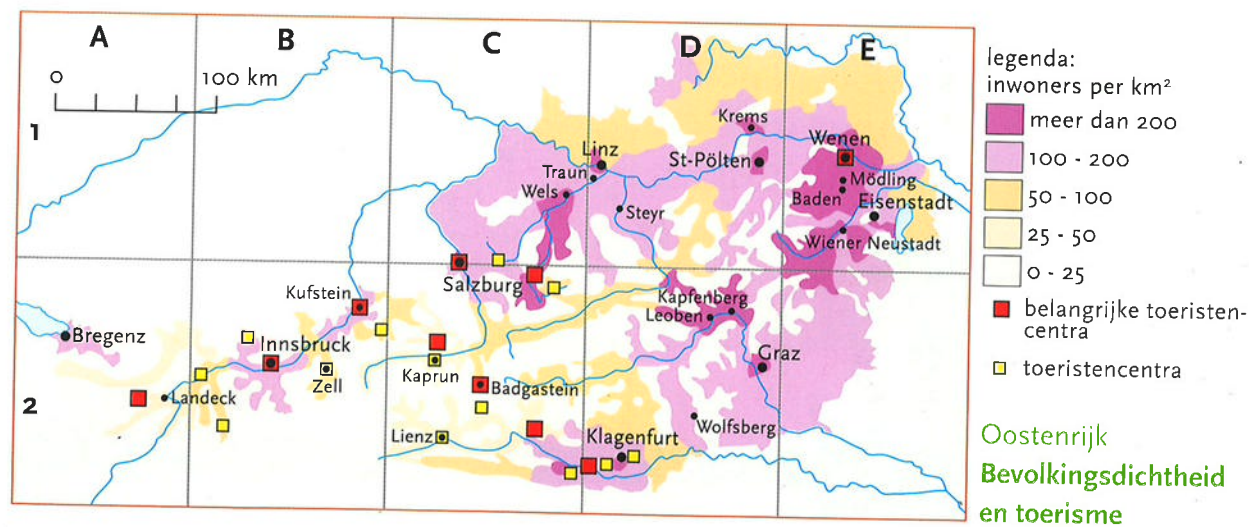 A
B
C
D
E
0
100 km
1
2
Krems
Wenen
Linz
St-Pölten
Traun
Mödling
Wels
Baden
Eisenstadt
Steyr
Wiener Neustadt
Salzburg
Kufstein
Kapfenberg
Leoben
Bregenz
Innsbruck
Graz
Zell
Kaprun
Badgastein
Landeck
Wolfsberg
Lienz
Klagenfurt
legenda:
inwoners per km²
meer dan 200
100 - 200
50 - 100
25 - 50
0 - 25
belangrijke toeristen-
centra
toeristencentra
Oostenrijk
Bevolkingsdichtheid
en toerisme